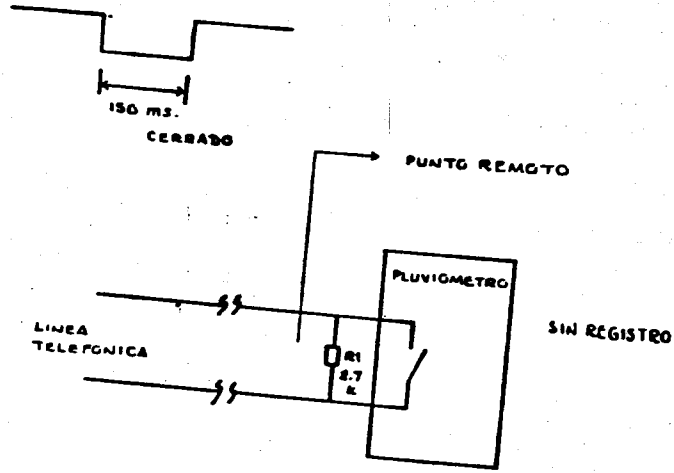 150 ms.
CERRADO
PUNTO REMOTO
PLUVIOMETRO
SIN REGISTRO
LINEA
TELEFONICA
R1
2.7
K